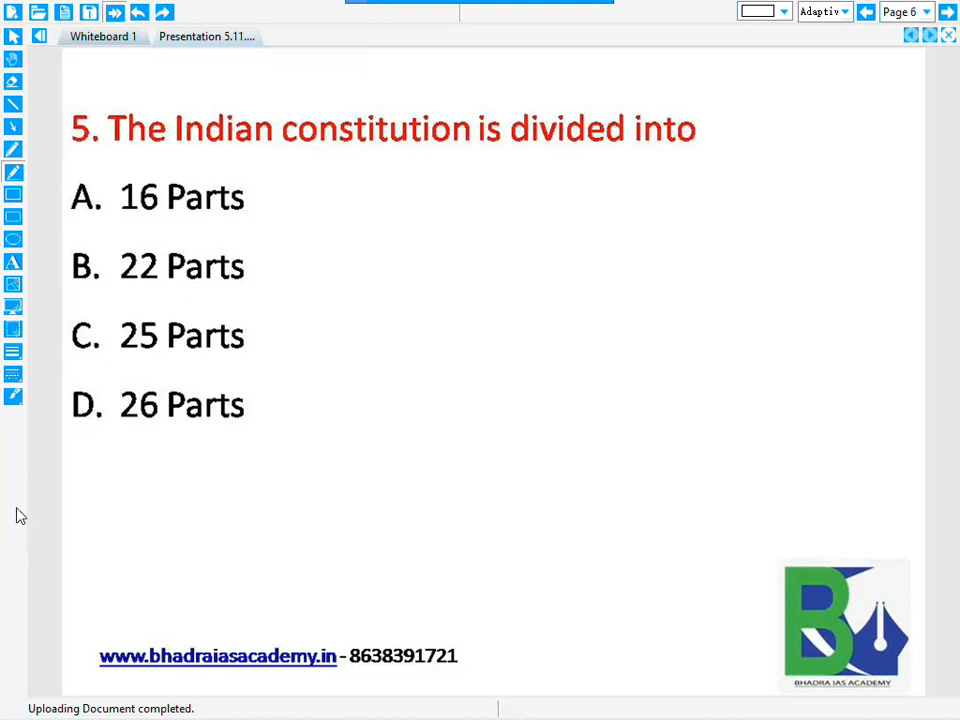 Adaptiv
Page 6
Whiteboard 1
Presentation 5.11....
5. The Indian constitution is divided into
A. 16 Parts
B. 22 Parts
C. 25 Parts
D. 26 Parts
www.bhadraiasacademy.in - 8638391721
B
BHADRA IAS ACADEMY
Uploading Document completed.